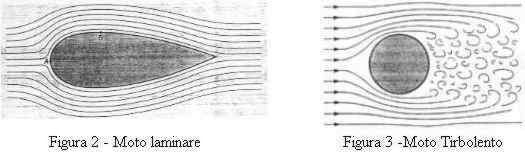 A
B
Figura 2 - Moto laminare
Figura 3 -Moto Tirbolento